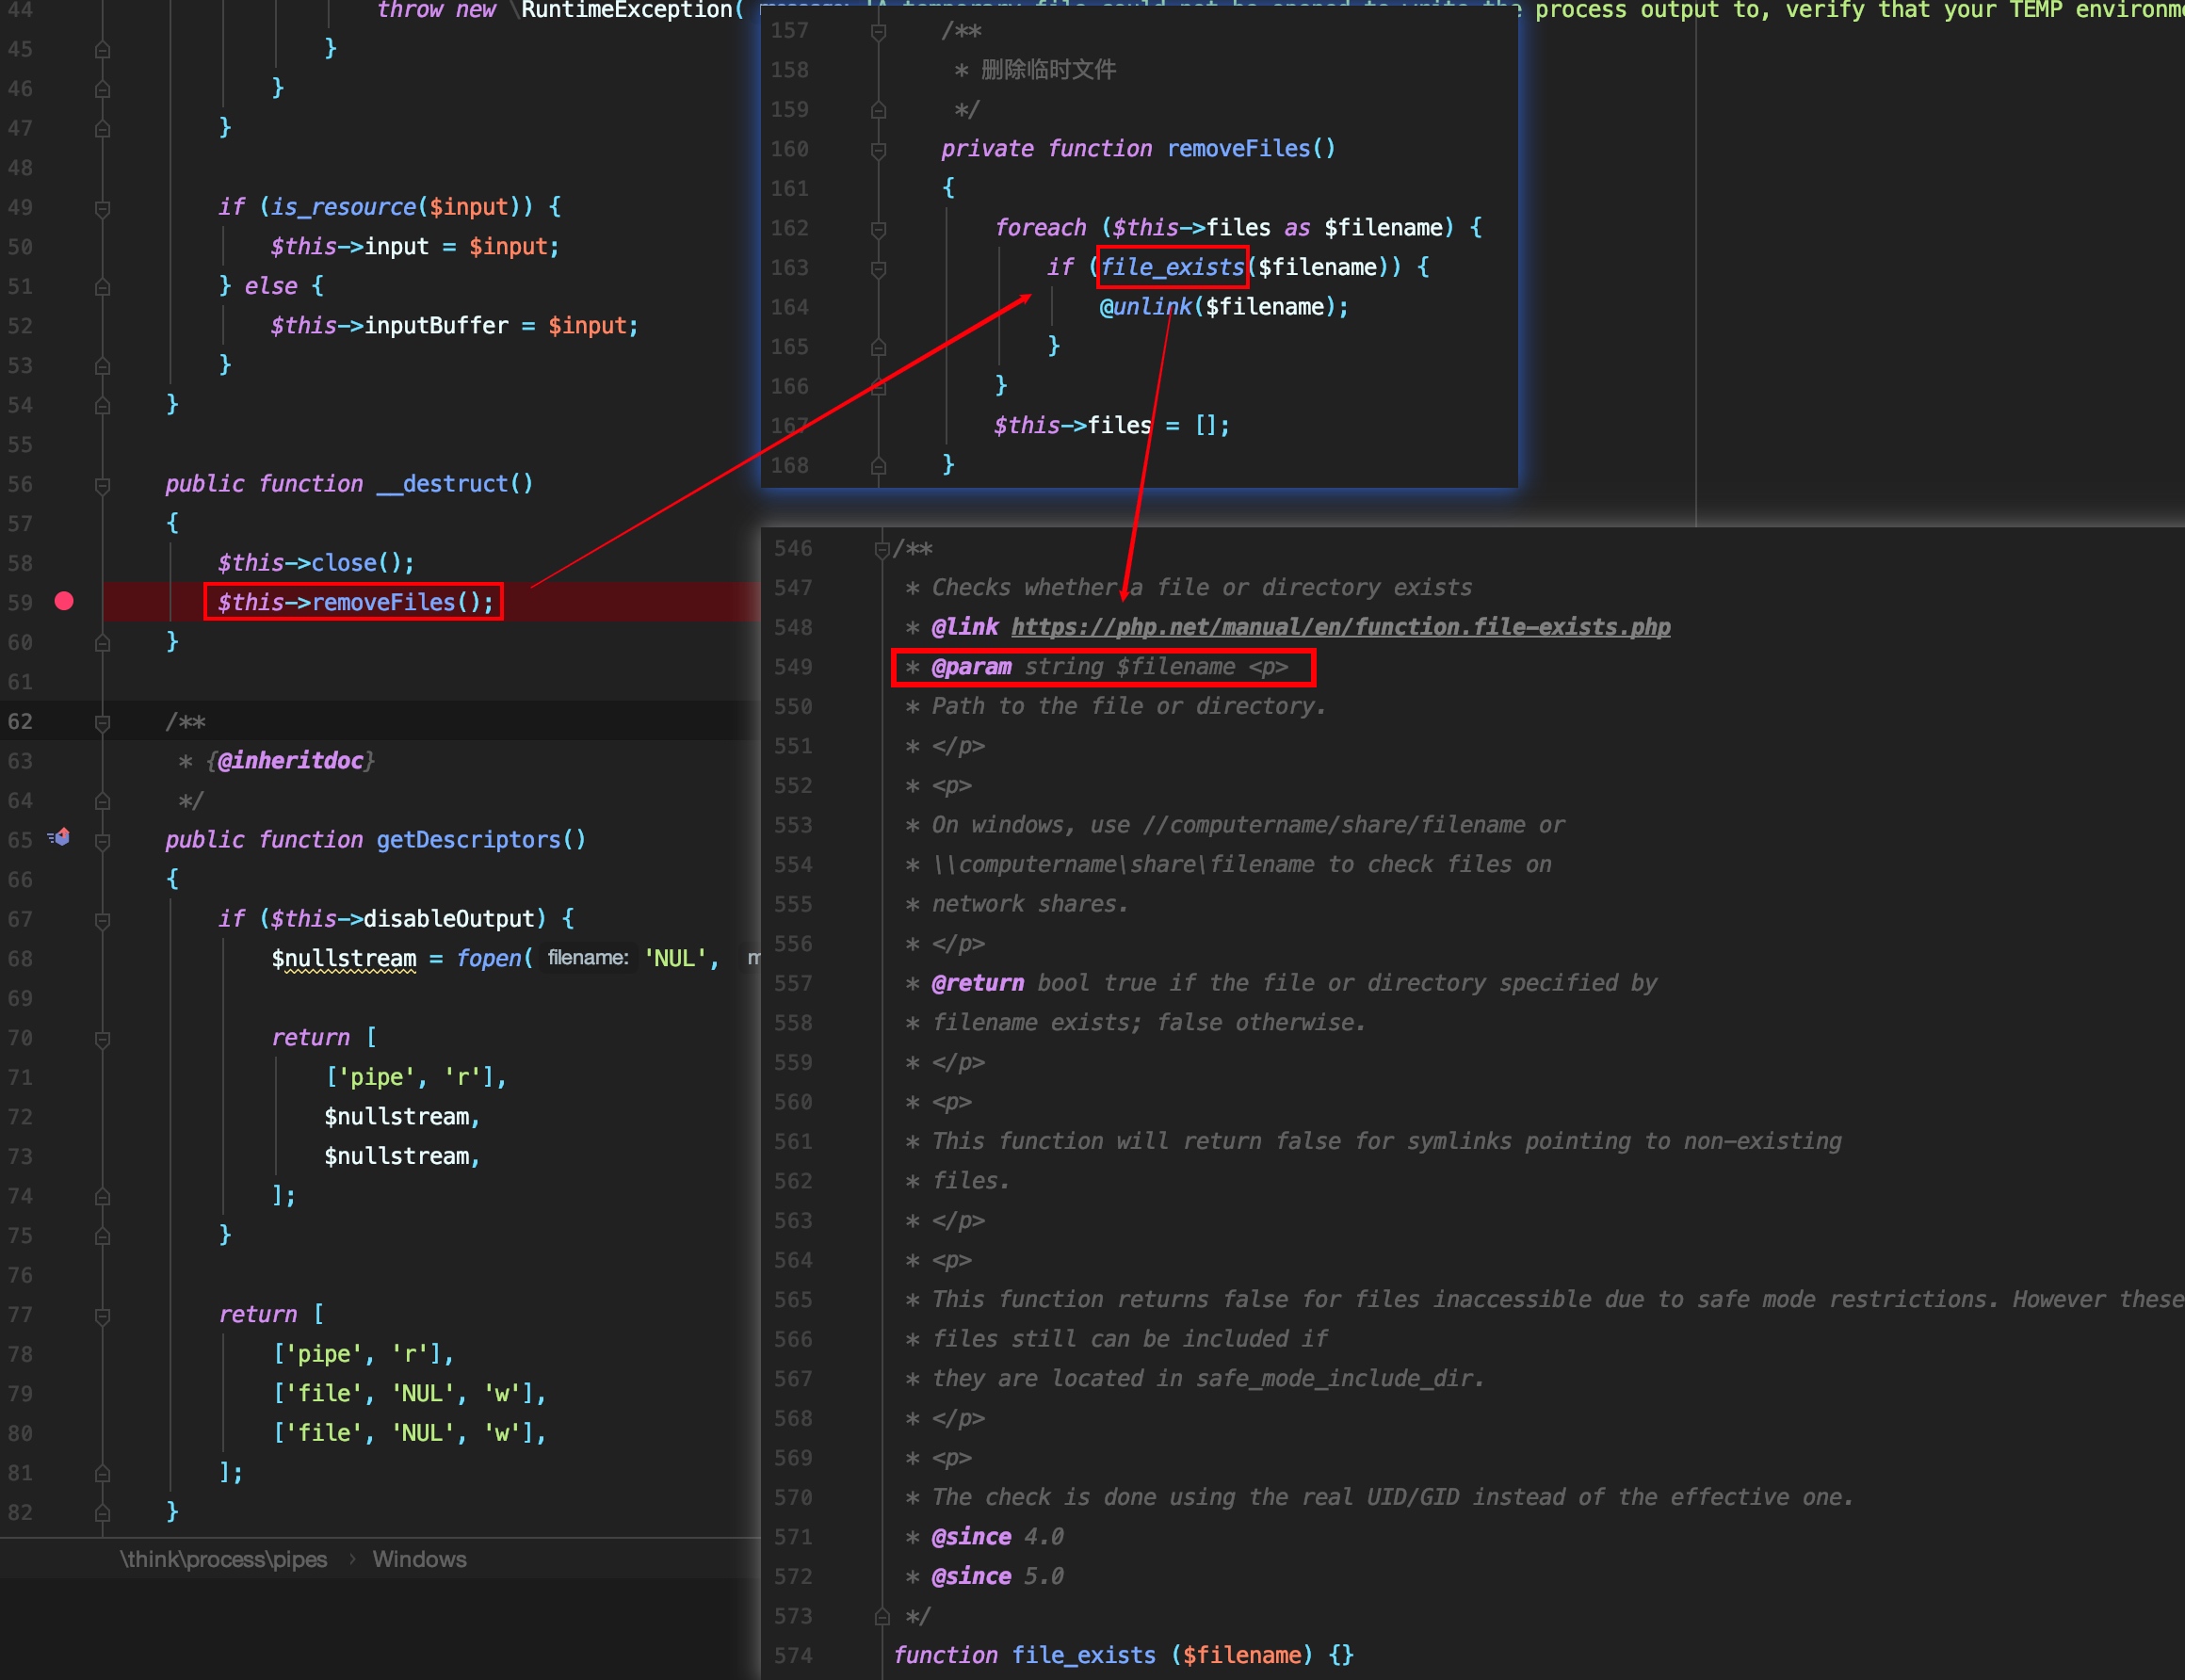 44 throw new \RuntimeException( message: 'A temporary file could not be opened to write the process output to, verify that your TEMP environme
45 }
46 }
47 }
48
49 if (is_resource($input)) {
50 $this->input = $input;
51 } else {
52 $this->inputBuffer = $input;
53 }
54 }
55
56 public function __destruct()
57 {
58 $this->close();
59 $this->removeFiles();
60 }
61
62 /**
63 * {@inheritdoc}
64 */
65 public function getDescriptors()
66 {
67 if ($this->disableOutput) {
68 $nullstream = fopen( filename: 'NUL', m
69
70 return [
71 ['pipe', 'r'],
72 $nullstream,
73 $nullstream,
74 ];
75 }
76
77 return [
78 ['pipe', 'r'],
79 ['file', 'NUL', 'w'],
80 ['file', 'NUL', 'w'],
81 ];
82 }
\think\process\pipes › Windows
157 /**
158 * 删除临时文件
159 */
160 private function removeFiles()
161 {
162 foreach ($this->files as $filename) {
163 if (file_exists($filename)) {
164 @unlink($filename);
165 }
166 }
167 $this->files = [];
168 }
546 /**
547 * Checks whether a file or directory exists
548 * @link https://php.net/manual/en/function.file-exists.php
549 * @param string $filename <p>
550 * Path to the file or directory.
551 * </p>
552 * <p>
553 * On windows, use //computername/share/filename or
554 * \\computername\share\filename to check files on
555 * network shares.
556 * </p>
557 * @return bool true if the file or directory specified by
558 * filename exists; false otherwise.
559 * </p>
560 * <p>
561 * This function will return false for symlinks pointing to non-existing
562 * files.
563 * </p>
564 * <p>
565 * This function returns false for files inaccessible due to safe mode restrictions. However these
566 * files still can be included if
567 * they are located in safe_mode_include_dir.
568 * </p>
569 * <p>
570 * The check is done using the real UID/GID instead of the effective one.
571 * @since 4.0
572 * @since 5.0
573 */
574 function file_exists ($filename) {}